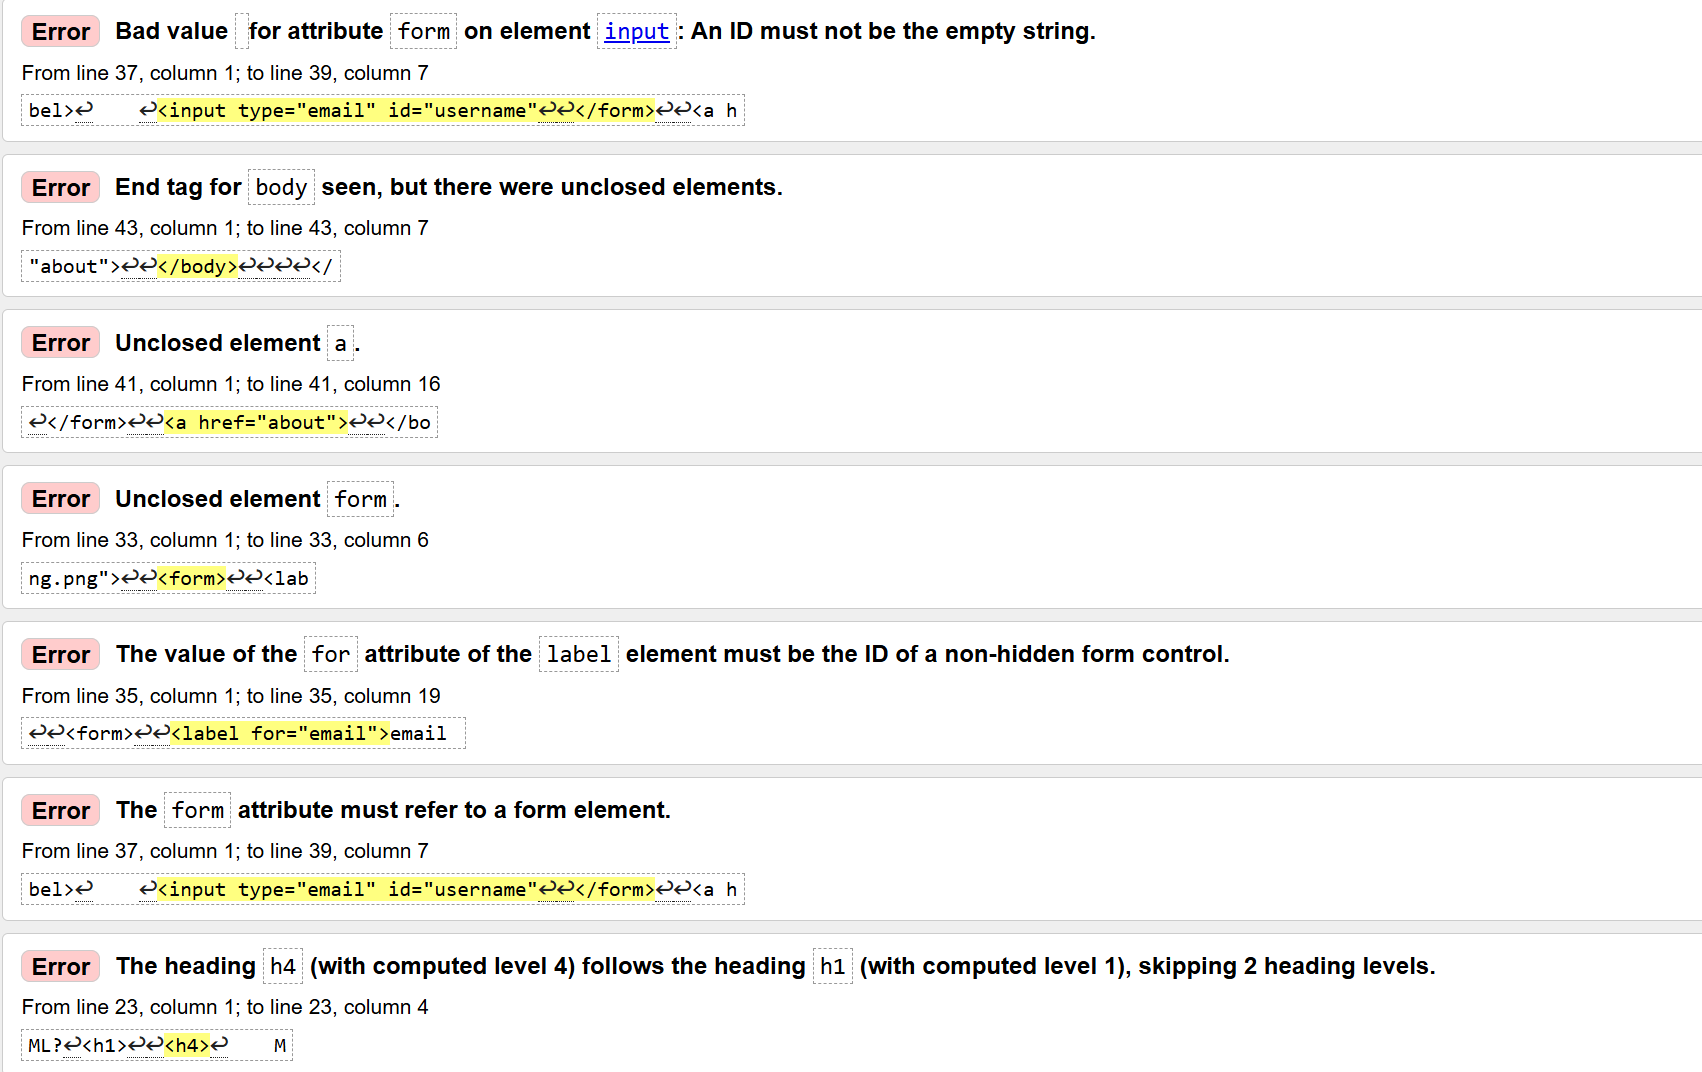 Error Bad value for attribute form on element input: An ID must not be the empty string.
From line 37, column 1; to line 39, column 7
bel>↩ ↩<input type="email" id="username"↩↩</form>↩↩<a h
Error End tag for body seen, but there were unclosed elements.
From line 43, column 1; to line 43, column 7
"about">↩↩</body>↩↩↩↩</
Error Unclosed element a.
From line 41, column 1; to line 41, column 16
↩</form>↩↩<a href="about">↩↩</bo
Error Unclosed element form.
From line 33, column 1; to line 33, column 6
ng.png">↩↩<form>↩↩<lab
Error The value of the for attribute of the label element must be the ID of a non-hidden form control.
From line 35, column 1; to line 35, column 19
↩↩<form>↩↩<label for="email">email
Error The form attribute must refer to a form element.
From line 37, column 1; to line 39, column 7
bel>↩ ↩<input type="email" id="username"↩↩</form>↩↩<a h
Error The heading h4 (with computed level 4) follows the heading h1 (with computed level 1), skipping 2 heading levels.
From line 23, column 1; to line 23, column 4
ML?↩<h1>↩↩<h4>↩ M